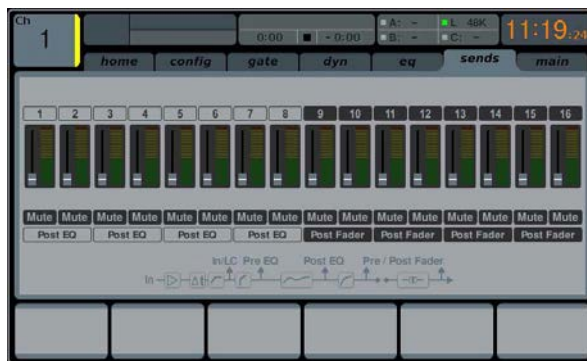 Ch
1
0:00 - 0:00
A: - L 48K
B: - C: -
11:19:24
home config gate dyn eq sends main
1 2 3 4 5 6 7 8 9 10 11 12 13 14 15 16
Mute Mute Mute Mute Mute Mute Mute Mute Mute Mute Mute Mute Mute Mute Mute Mute
Post EQ Post EQ Post EQ Post EQ Post Fader Post Fader Post Fader Post Fader
In/LC Pre EQ Post EQ Pre / Post Fader
In Δt